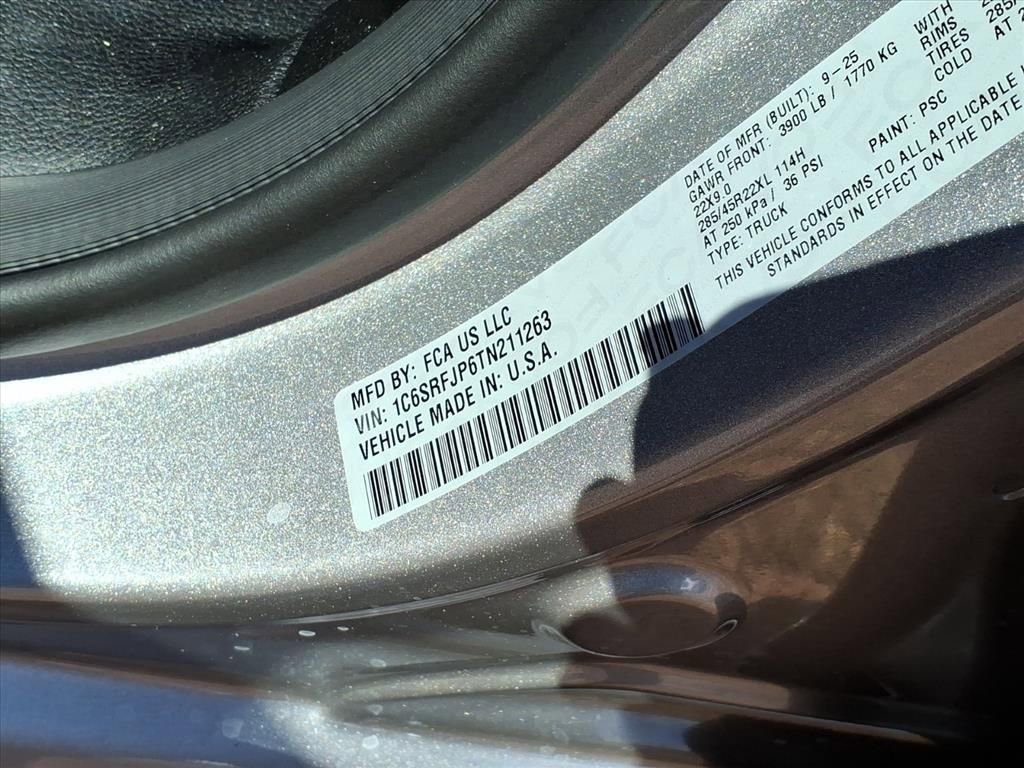 MFD BY: FCA US LLC
VIN: 1C6SRFJP6TN211263
VEHICLE MADE IN: U.S.A.
DATE OF MFR (BUILT): 9-25
GAWR FRONT: 3900 LB / 1770 KG WITH
22X9.0 RIMS
285/45R22XL 114H TIRES
AT 250 kPa / 36 PSI COLD
TYPE: TRUCK PAINT: PSC
THIS VEHICLE CONFORMS TO ALL APPLICABLE
STANDARDS IN EFFECT ON THE DATE
285/
AT